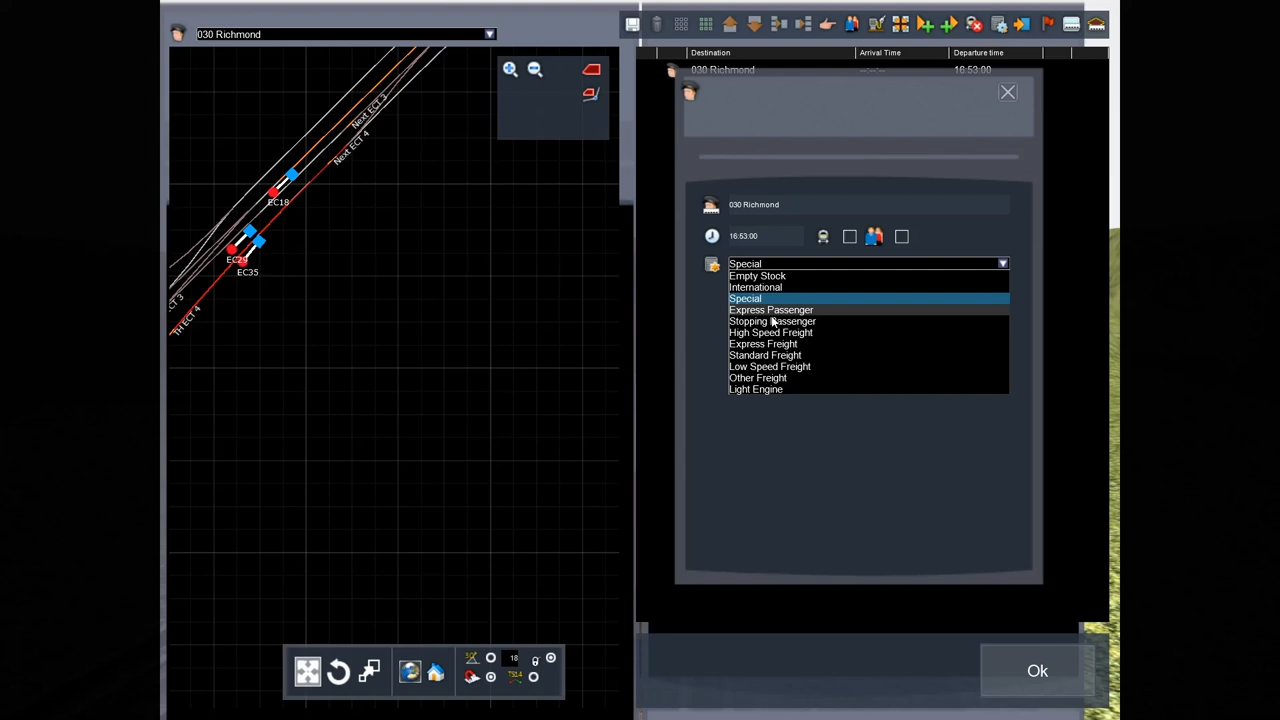 030 Richmond
Destination
Arrival Time
Departure time
030 Richmond
--:--:--
16:53:00
Next ECT 3
Next ECT 4
EC18
EC29
EC35
CT 3
TH ECT 4
030 Richmond
16:53:00
Special
Empty Stock
International
Special
Express Passenger
Stopping Passenger
High Speed Freight
Express Freight
Standard Freight
Low Speed Freight
Other Freight
Light Engine
18
Ok